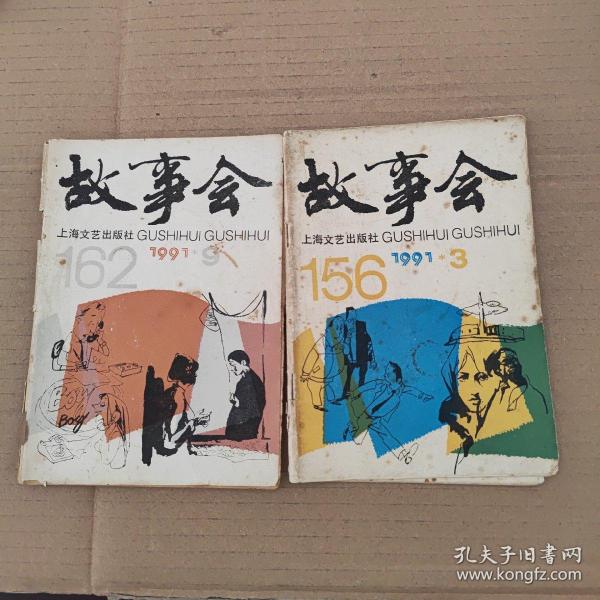 故事会
上海文艺出版社 GUSHIHUI GUSHIHUI
162 1991*9
Boy
Boy
故事会
上海文艺出版社 GUSHIHUI GUSHIHUI
156 1991*3
孔夫子旧书网
www.kongfz.com